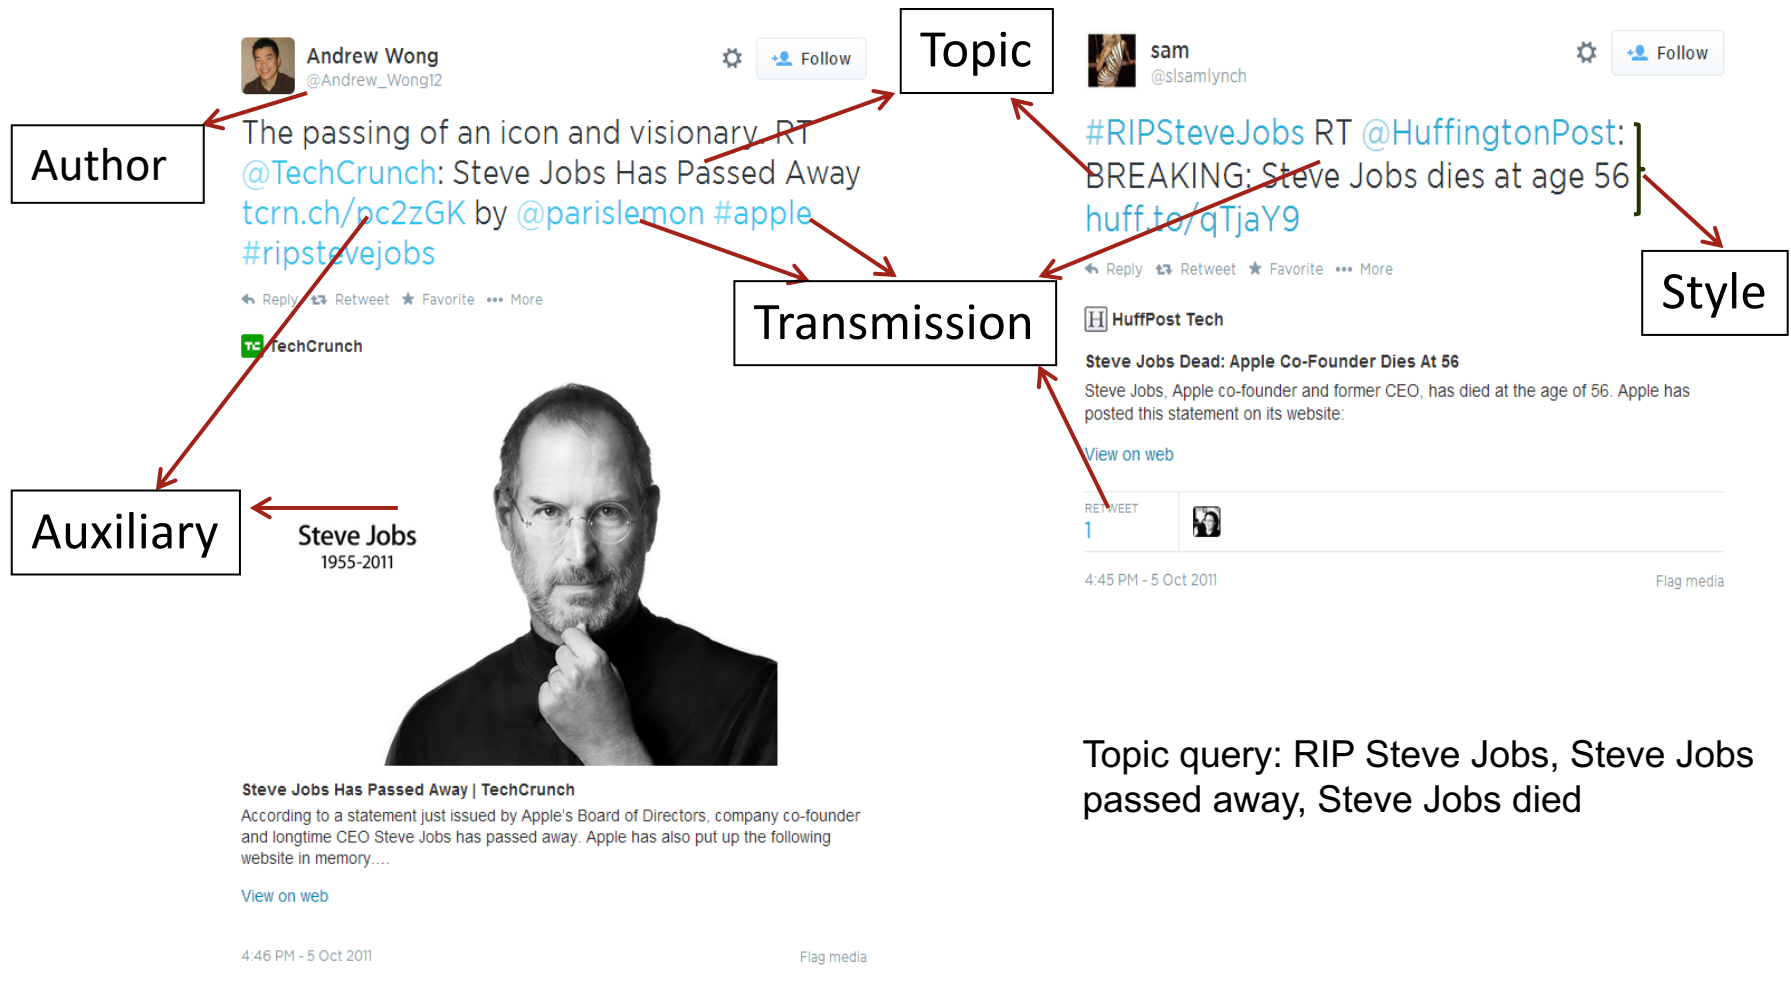 Topic
Andrew Wong
@Andrew_Wong12
Follow
sam
@slsamlynch
Follow
Author
The passing of an icon and visionary. RT
@TechCrunch: Steve Jobs Has Passed Away
tcrn.ch/pc2zGK by @parislemon #apple
#ripstevejobs
Reply Retweet Favorite More
TechCrunch
#RIPSteveJobs RT @HuffingtonPost:
BREAKING: Steve Jobs dies at age 56
huff.to/qTjaY9
Reply Retweet Favorite More
Style
Transmission
H HuffPost Tech
Steve Jobs Dead: Apple Co-Founder Dies At 56
Steve Jobs, Apple co-founder and former CEO, has died at the age of 56. Apple has
posted this statement on its website:
View on web
RETWEET
1
4:45 PM - 5 Oct 2011
Flag media
Auxiliary
Steve Jobs
1955-2011
Steve Jobs Has Passed Away | TechCrunch
According to a statement just issued by Apple's Board of Directors, company co-founder
and longtime CEO Steve Jobs has passed away. Apple has also put up the following
website in memory....
View on web
4:46 PM - 5 Oct 2011
Flag media
Topic query: RIP Steve Jobs, Steve Jobs
passed away, Steve Jobs died